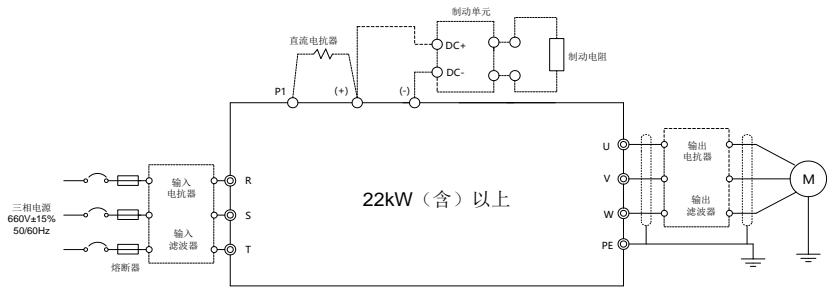 制动单元
直流电抗器
DC+
制动电阻
DC-
P1
(+)
(-)
U
输出
电抗器
V
M
输出
滤波器
W
PE
三相电源
660V±15%
50/60Hz
输入
电抗器
R
S
输入
滤波器
T
熔断器
22kW（含）以上